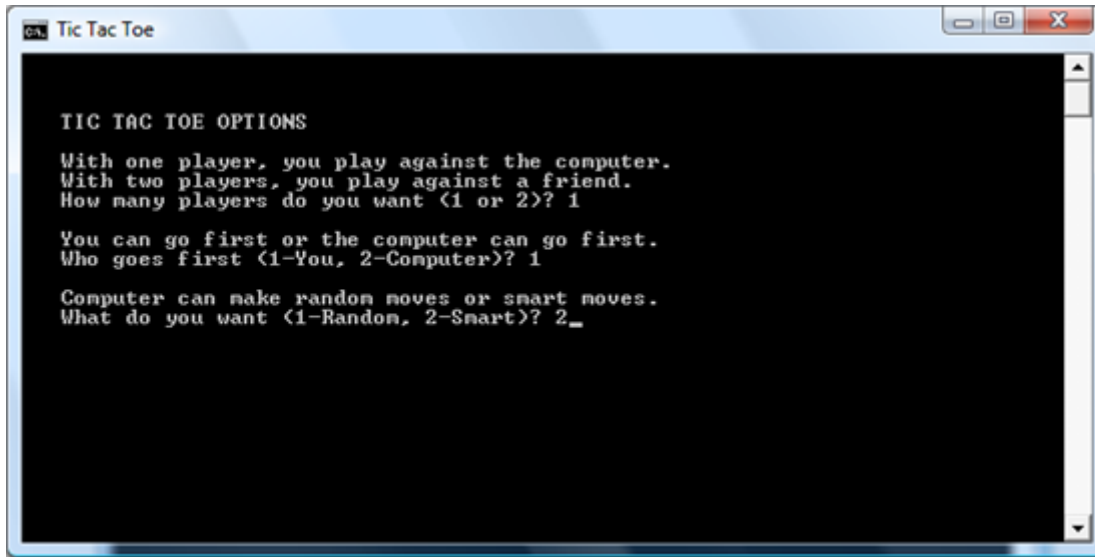 Tic Tac Toe
TIC TAC TOE OPTIONS
With one player, you play against the computer.
With two players, you play against a friend.
How many players do you want (1 or 2)? 1
You can go first or the computer can go first.
Who goes first (1-You, 2-Computer)? 1
Computer can make random moves or smart moves.
What do you want (1-Random, 2-Smart)? 2_